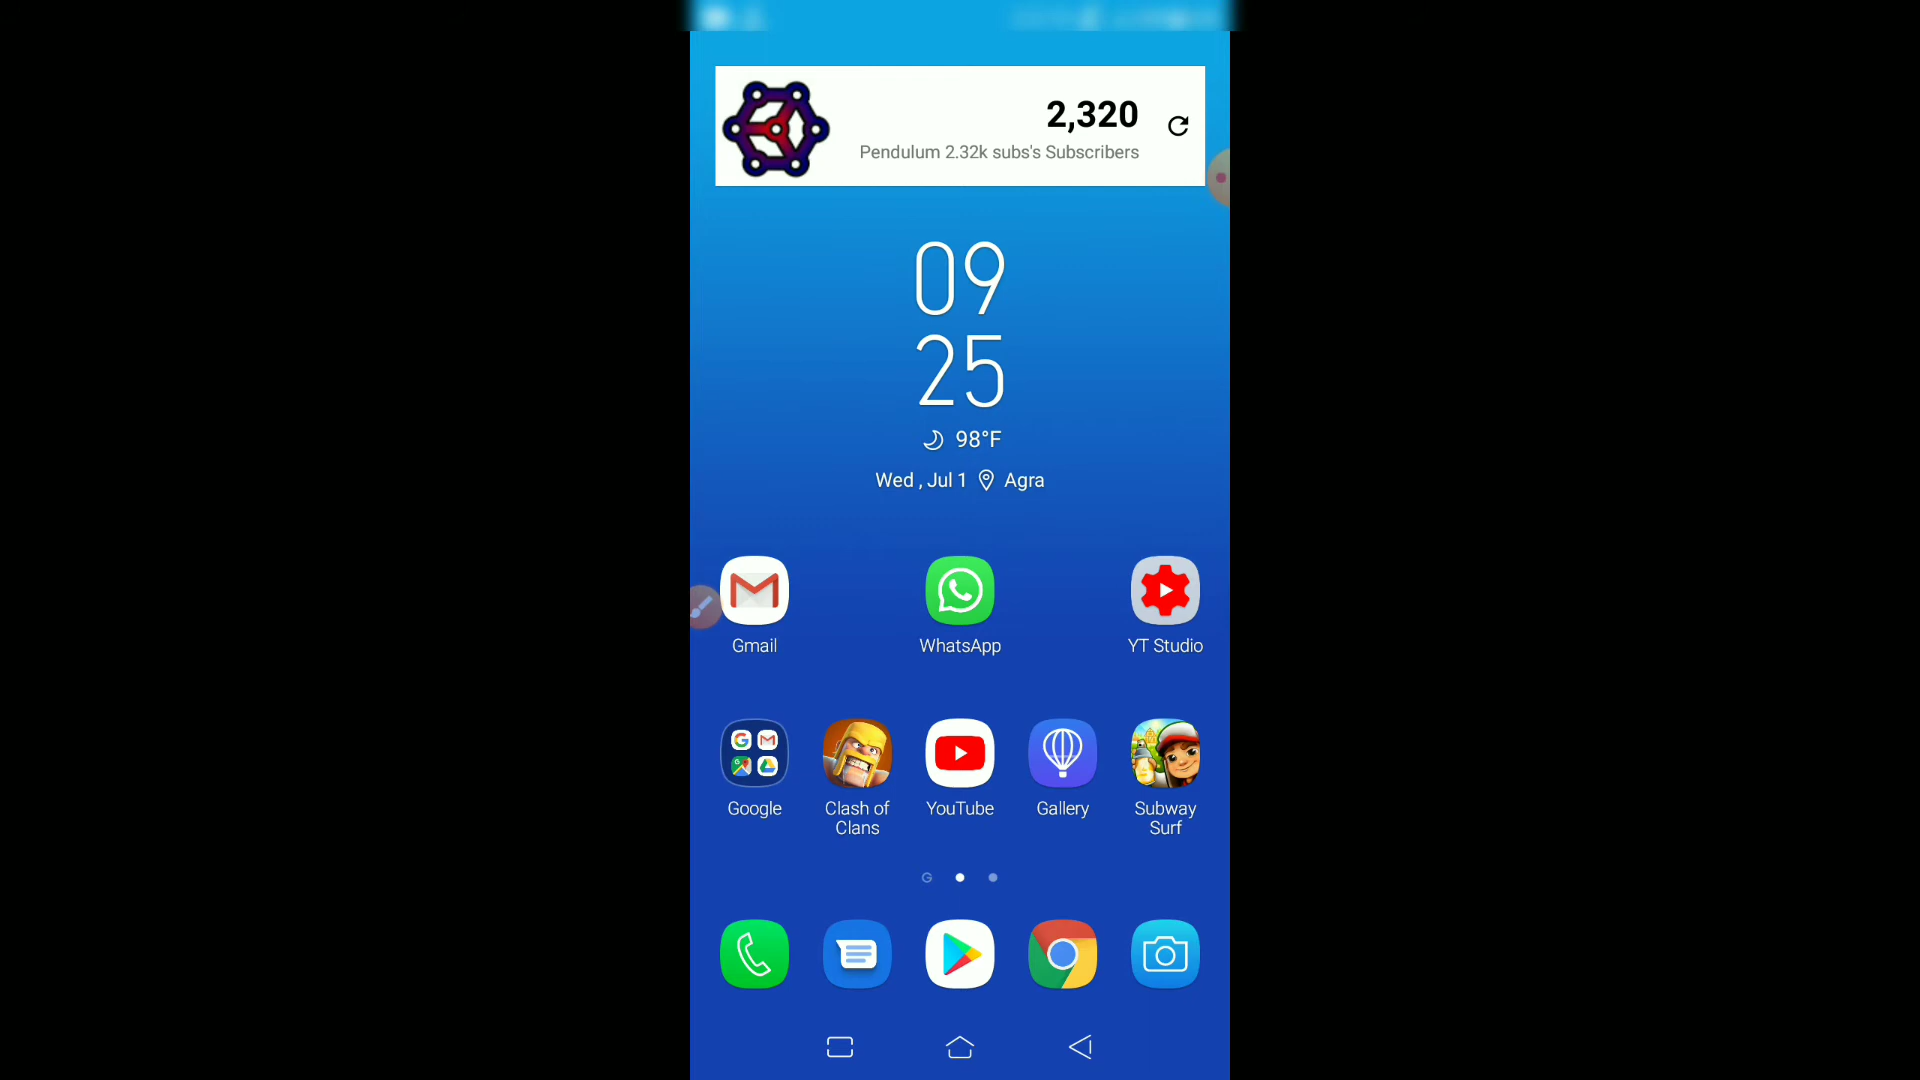 2,320
Pendulum 2.32k subs's Subscribers
09
25
98°F
Wed , Jul 1 Agra
Gmail
WhatsApp
YT Studio
Google
Clash of Clans
YouTube
Gallery
Subway Surf